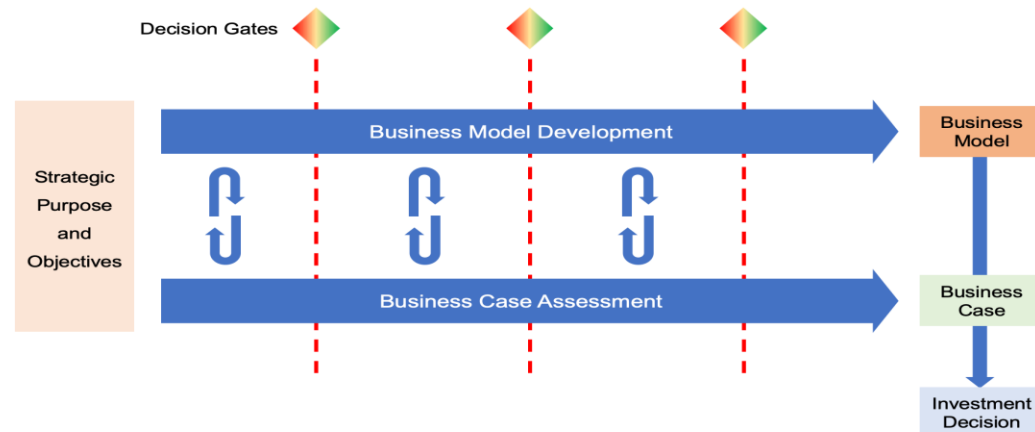 Decision Gates
Business Model Development
Business
Model
Strategic
Purpose
and
Objectives
Business Case Assessment
Business
Case
Investment
Decision